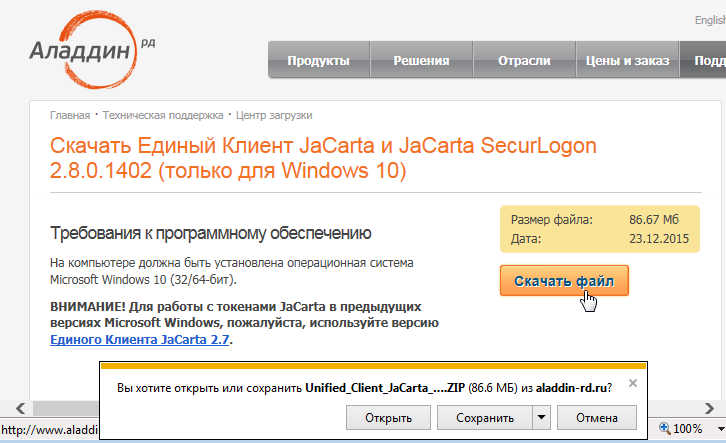 English
Аладдин РД
Продукты Решения Отрасли Цены и заказ Подд
Главная · Техническая поддержка · Центр загрузки
Скачать Единый Клиент JaCarta и JaCarta SecurLogon
2.8.0.1402 (только для Windows 10)
Требования к программному обеспечению
Размер файла: 86.67 Мб
Дата: 23.12.2015
На компьютере должна быть установлена операционная система
Microsoft Windows 10 (32/64-бит).
Скачать файл
ВНИМАНИЕ! Для работы с токенами JaCarta в предыдущих
версиях Microsoft Windows, пожалуйста, используйте версию
Единого Клиента JaCarta 2.7.
Вы хотите открыть или сохранить Unified_Client_JaCarta_....ZIP (86.6 МБ) из aladdin-rd.ru?
Открыть Сохранить Отмена
http://www.aladdi
100%